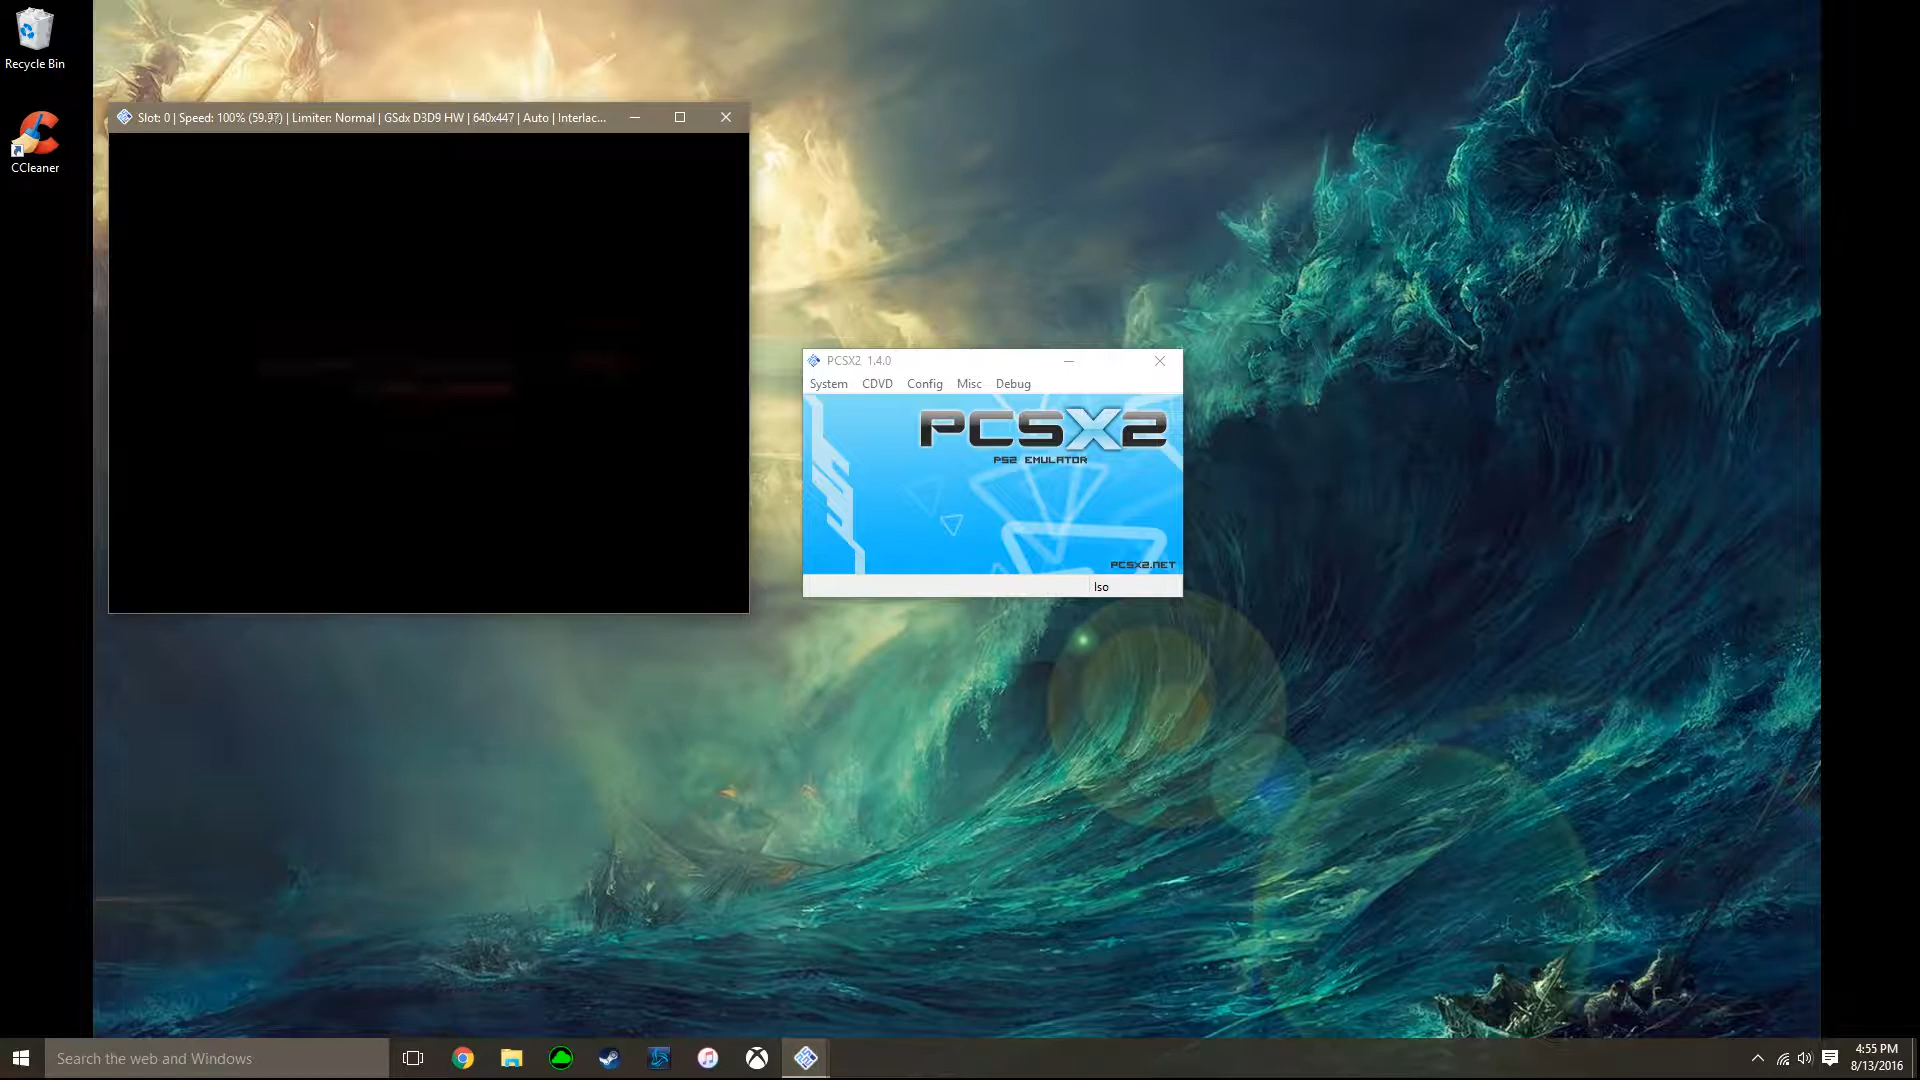 Recycle Bin
CCleaner
Slot: 0 | Speed: 100% (59.97) | Limiter: Normal | GSdx D3D9 HW | 640x447 | Auto | Interlac...
PCSX2 1.4.0
System CDVD Config Misc Debug
PCSX2
PS2 EMULATOR
PCSX2.NET
Iso
Search the web and Windows
4:55 PM
8/13/2016